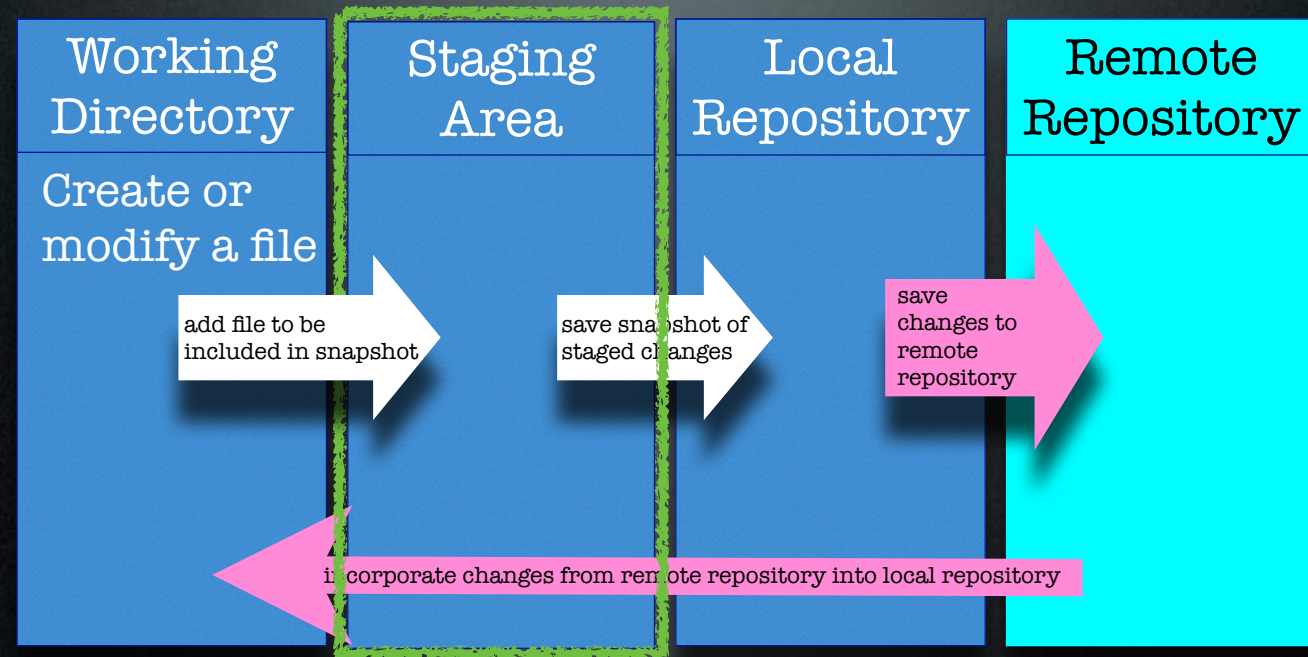 Working
Directory
Staging
Area
Local
Repository
Remote
Repository
Create or
modify a file
add file to be
included in snapshot
save snapshot of
staged changes
save
changes to
remote
repository
incorporate changes from remote repository into local repository